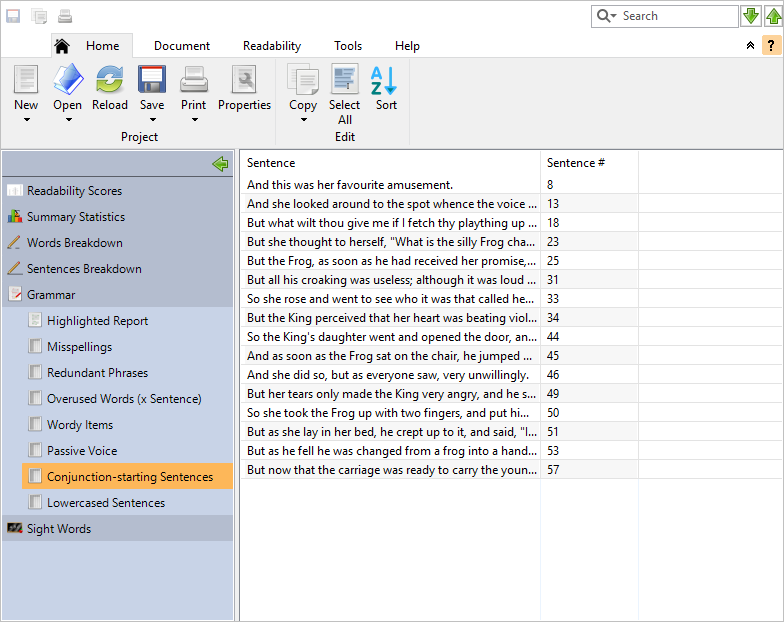 Search
Home Document Readability Tools Help
?
New Open Reload Save Print Properties Copy Select All Sort
Project Edit
Readability Scores
Summary Statistics
Words Breakdown
Sentences Breakdown
Grammar
Highlighted Report
Misspellings
Redundant Phrases
Overused Words (x Sentence)
Wordy Items
Passive Voice
Conjunction-starting Sentences
Lowercased Sentences
Sight Words
Sentence Sentence #
And this was her favourite amusement. 8
And she looked around to the spot whence the voice ... 13
But what wilt thou give me if I fetch thy plaything up ... 18
But she thought to herself, "What is the silly Frog cha... 23
But the Frog, as soon as he had received her promise,... 25
But all his croaking was useless; although it was loud ... 31
So she rose and went to see who it was that called he... 33
But the King perceived that her heart was beating viol... 34
So the King's daughter went and opened the door, an... 44
And as soon as the Frog sat on the chair, he jumped ... 45
And she did so, but as everyone saw, very unwillingly. 46
But her tears only made the King very angry, and he s... 49
So she took the Frog up with two fingers, and put hi... 50
But as she lay in her bed, he crept up to it, and said, "I... 51
But as he fell he was changed from a frog into a hand... 53
But now that the carriage was ready to carry the youn... 57